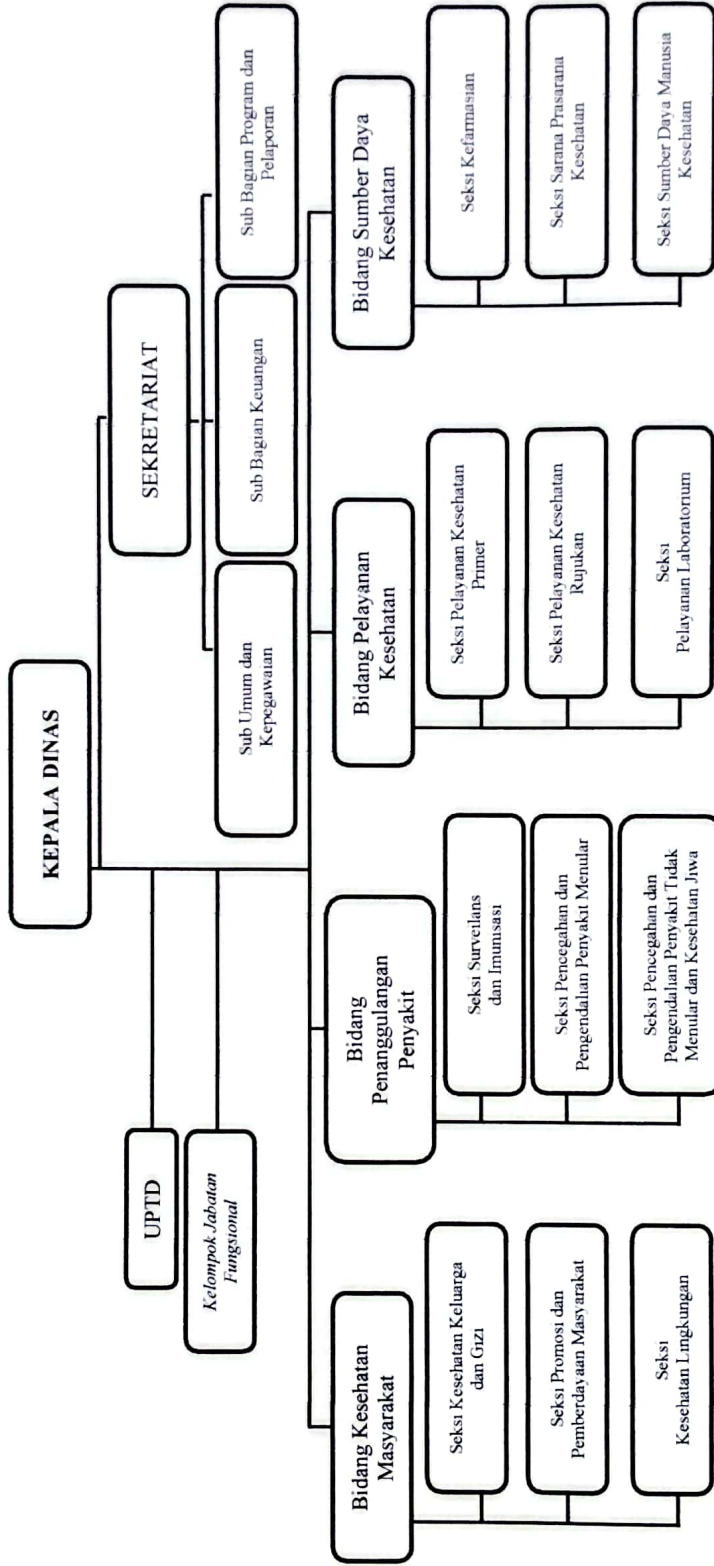 KEPALA DINAS
SEKRETARIAT
UPTD
Kelompok Jabatan
Fungsional
Sub Umum dan
Kepegawaian
Sub Bagian Keuangan
Sub Bagian Program dan
Pelaporan
Bidang Kesehatan
Masyarakat
Seksi Kesehatan Keluarga
dan Gizi
Seksi Promosi dan
Pemberdayaan Masyarakat
Seksi
Kesehatan Lingkungan
Bidang
Penanggulangan
Penyakit
Seksi Surveilans
dan Imunisasi
Seksi Pencegahan dan
Pengendalian Penyakit Menular
Seksi Pencegahan dan
Pengendalian Penyakit Tidak
Menular dan Kesehatan Jiwa
Bidang Pelayanan
Kesehatan
Seksi Pelayanan Kesehatan
Primer
Seksi Pelayanan Kesehatan
Rujukan
Seksi
Pelayanan Laboratorium
Bidang Sumber Daya
Kesehatan
Seksi Kefarmasian
Seksi Sarana Prasarana
Kesehatan
Seksi Sumber Daya Manusia
Kesehatan